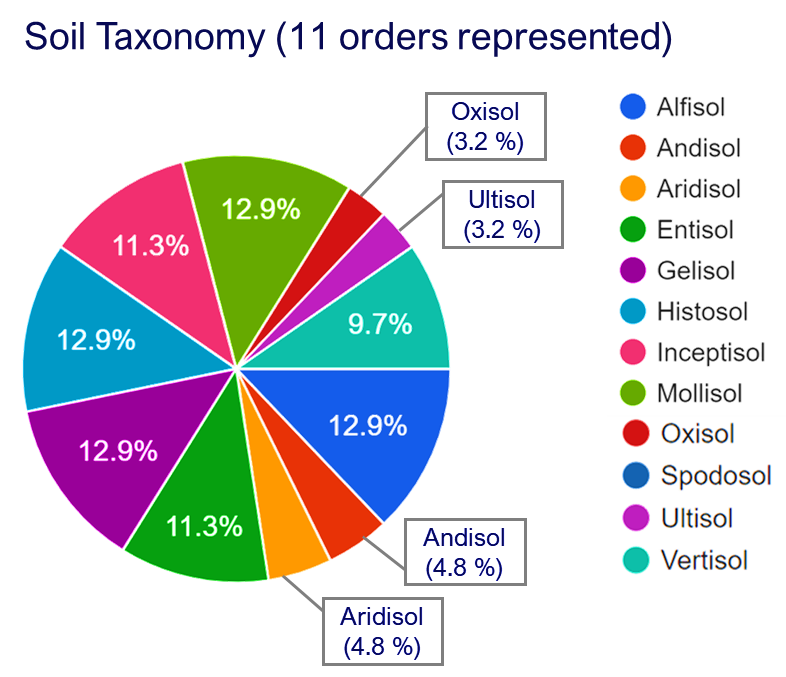 Soil Taxonomy (11 orders represented)
Oxisol
(3.2 %)
Ultisol
(3.2 %)
12.9%
11.3%
9.7%
12.9%
12.9%
12.9%
11.3%
Andisol
(4.8 %)
Aridisol
(4.8 %)
Alfisol
Andisol
Aridisol
Entisol
Gelisol
Histosol
Inceptisol
Mollisol
Oxisol
Spodosol
Ultisol
Vertisol